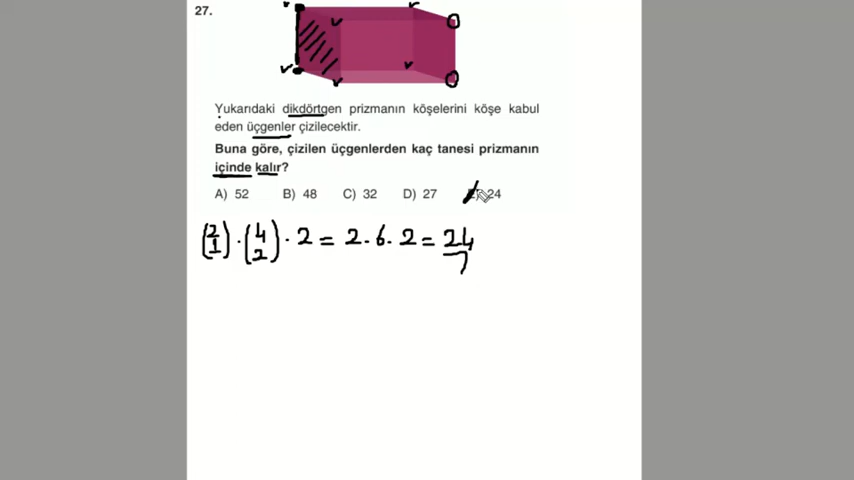 27.
Yukarıdaki dikdörtgen prizmanın köşelerini köşe kabul
eden üçgenler çizilecektir.
Buna göre, çizilen üçgenlerden kaç tanesi prizmanın
içinde kalır?
A) 52 B) 48 C) 32 D) 27 E) 24
(2 1) · (4 2) · 2 = 2 · 6 · 2 = 24